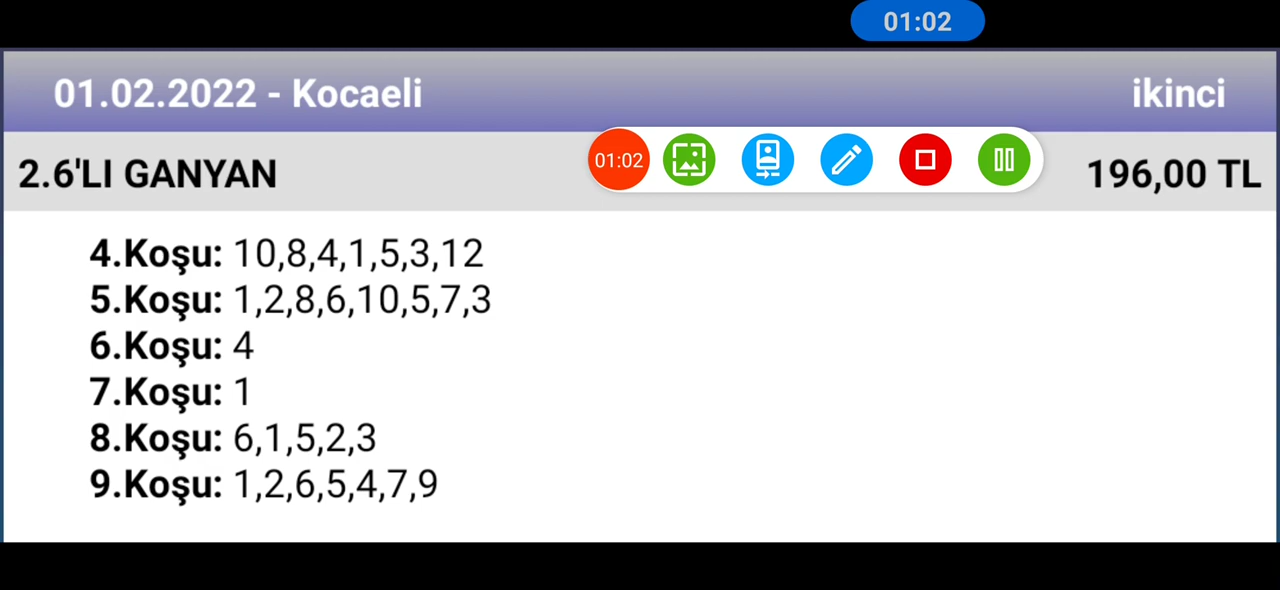 01:02
01.02.2022 - Kocaeli ikinci
2.6'LI GANYAN 01:02 196,00 TL
4.Koşu: 10,8,4,1,5,3,12
5.Koşu: 1,2,8,6,10,5,7,3
6.Koşu: 4
7.Koşu: 1
8.Koşu: 6,1,5,2,3
9.Koşu: 1,2,6,5,4,7,9